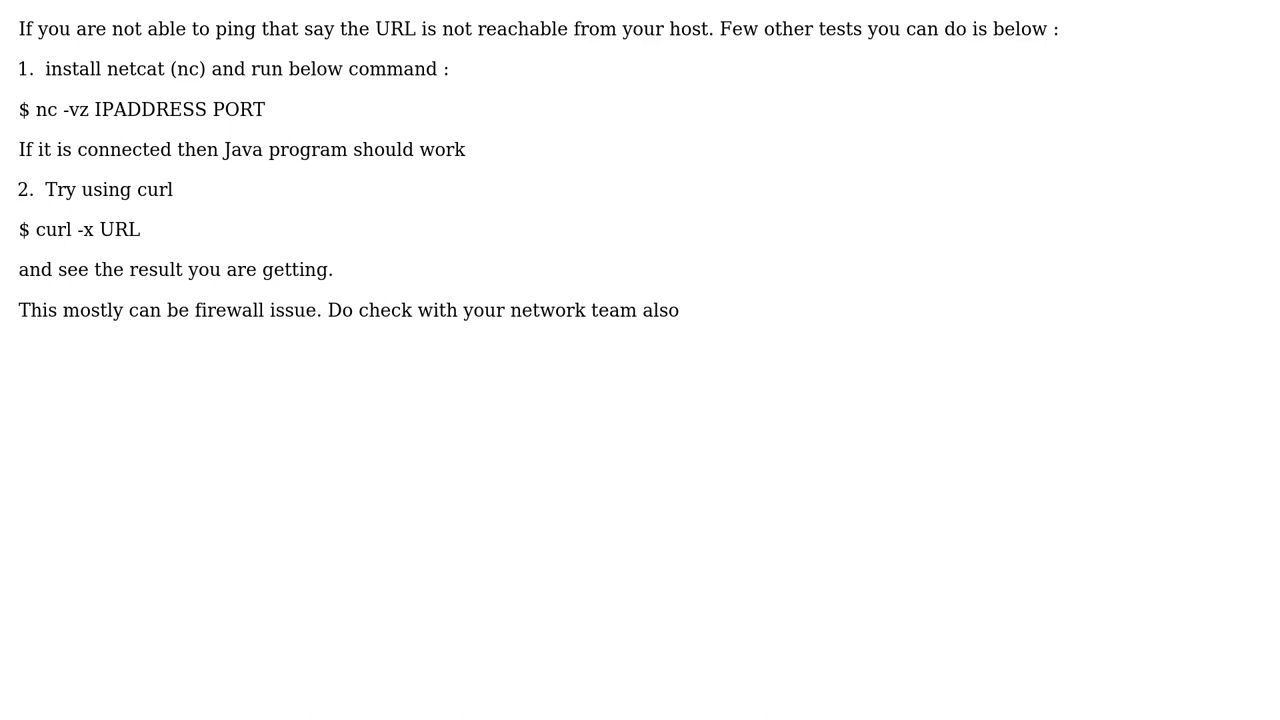 If you are not able to ping that say the URL is not reachable from your host. Few other tests you can do is below :
1. install netcat (nc) and run below command :
$ nc -vz IPADDRESS PORT
If it is connected then Java program should work
2. Try using curl
$ curl -x URL
and see the result you are getting.
This mostly can be firewall issue. Do check with your network team also